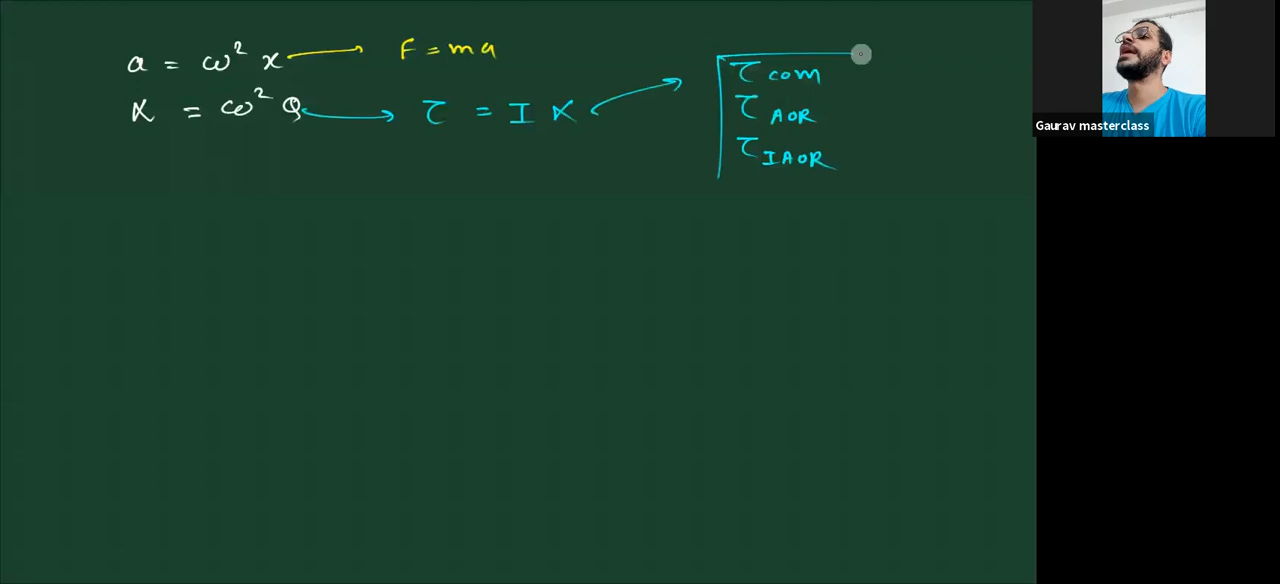 a = ω² x → F = ma
α = ω² θ → τ = I α →
τ com
τ AOR
τ IAOR
Gaurav masterclass